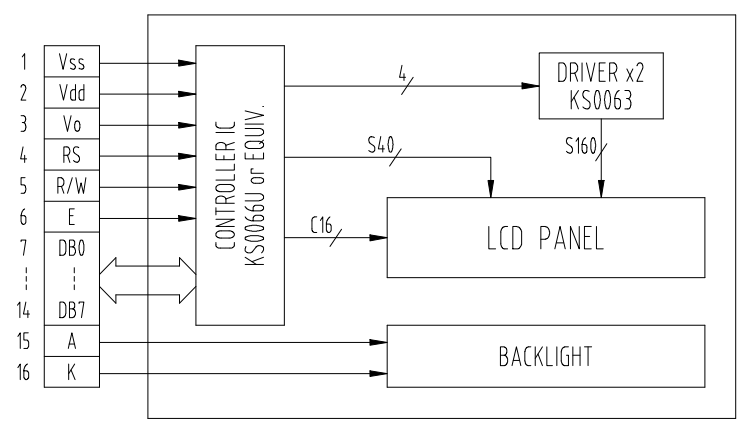 1 Vss
2 Vdd
3 Vo
4 RS
5 R/W
6 E
7 DB0
14 DB7
15 A
16 K
CONTROLLER IC
KS0066U or EQUIV.
4
DRIVER x2
KS0063
S40
S160
C16
LCD PANEL
BACKLIGHT